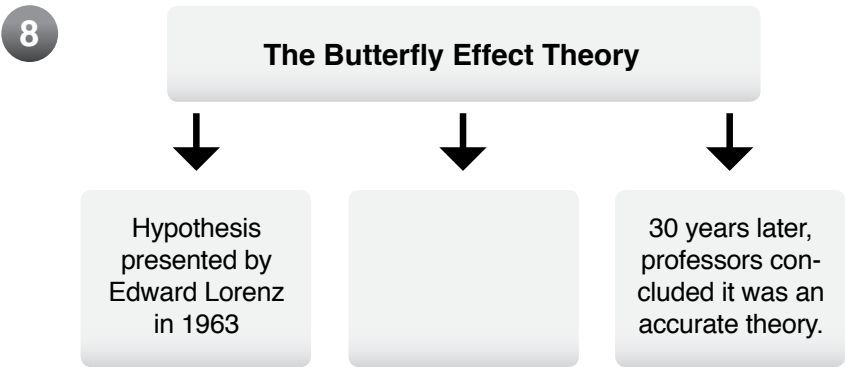 8
The Butterfly Effect Theory
Hypothesis
presented by
Edward Lorenz
in 1963
30 years later,
professors con-
cluded it was an
accurate theory.